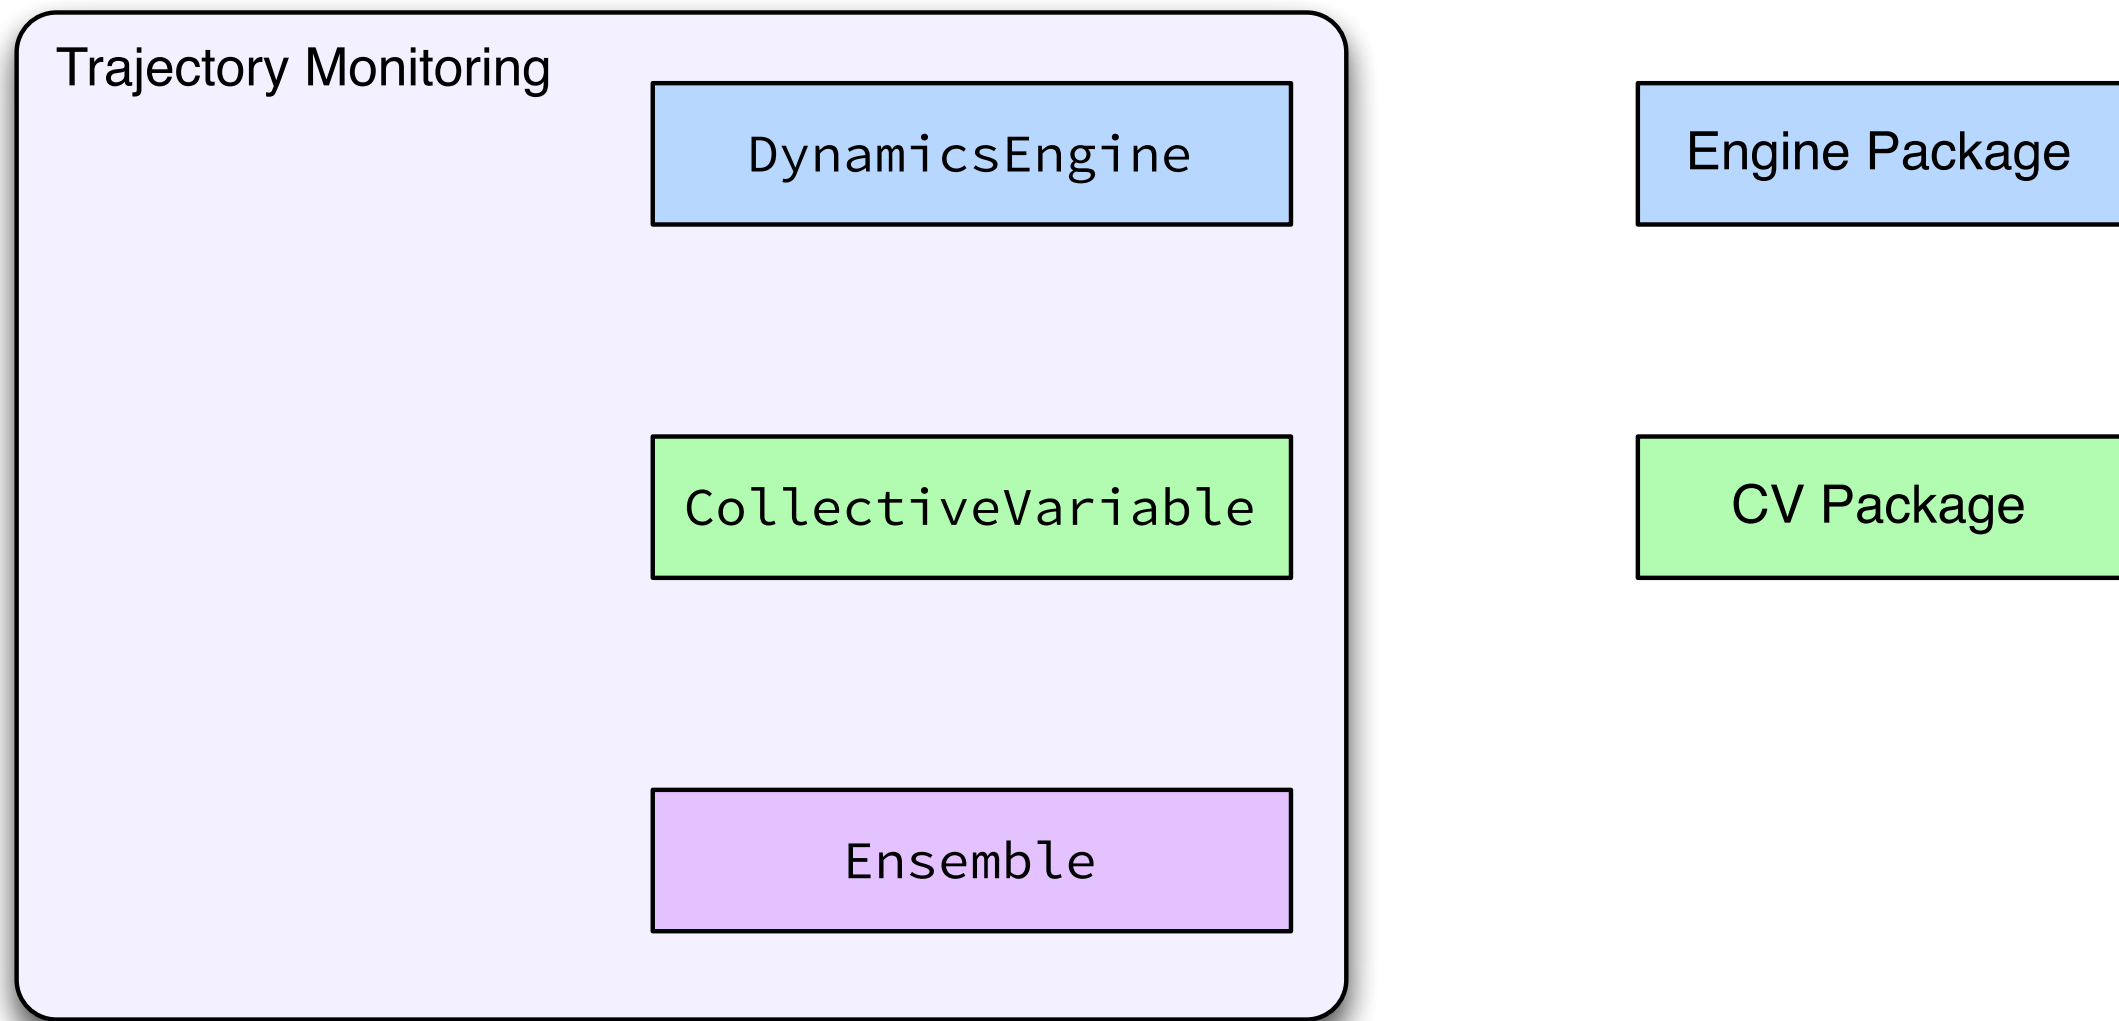 Trajectory Monitoring
DynamicsEngine
Engine Package
CollectiveVariable
CV Package
Ensemble